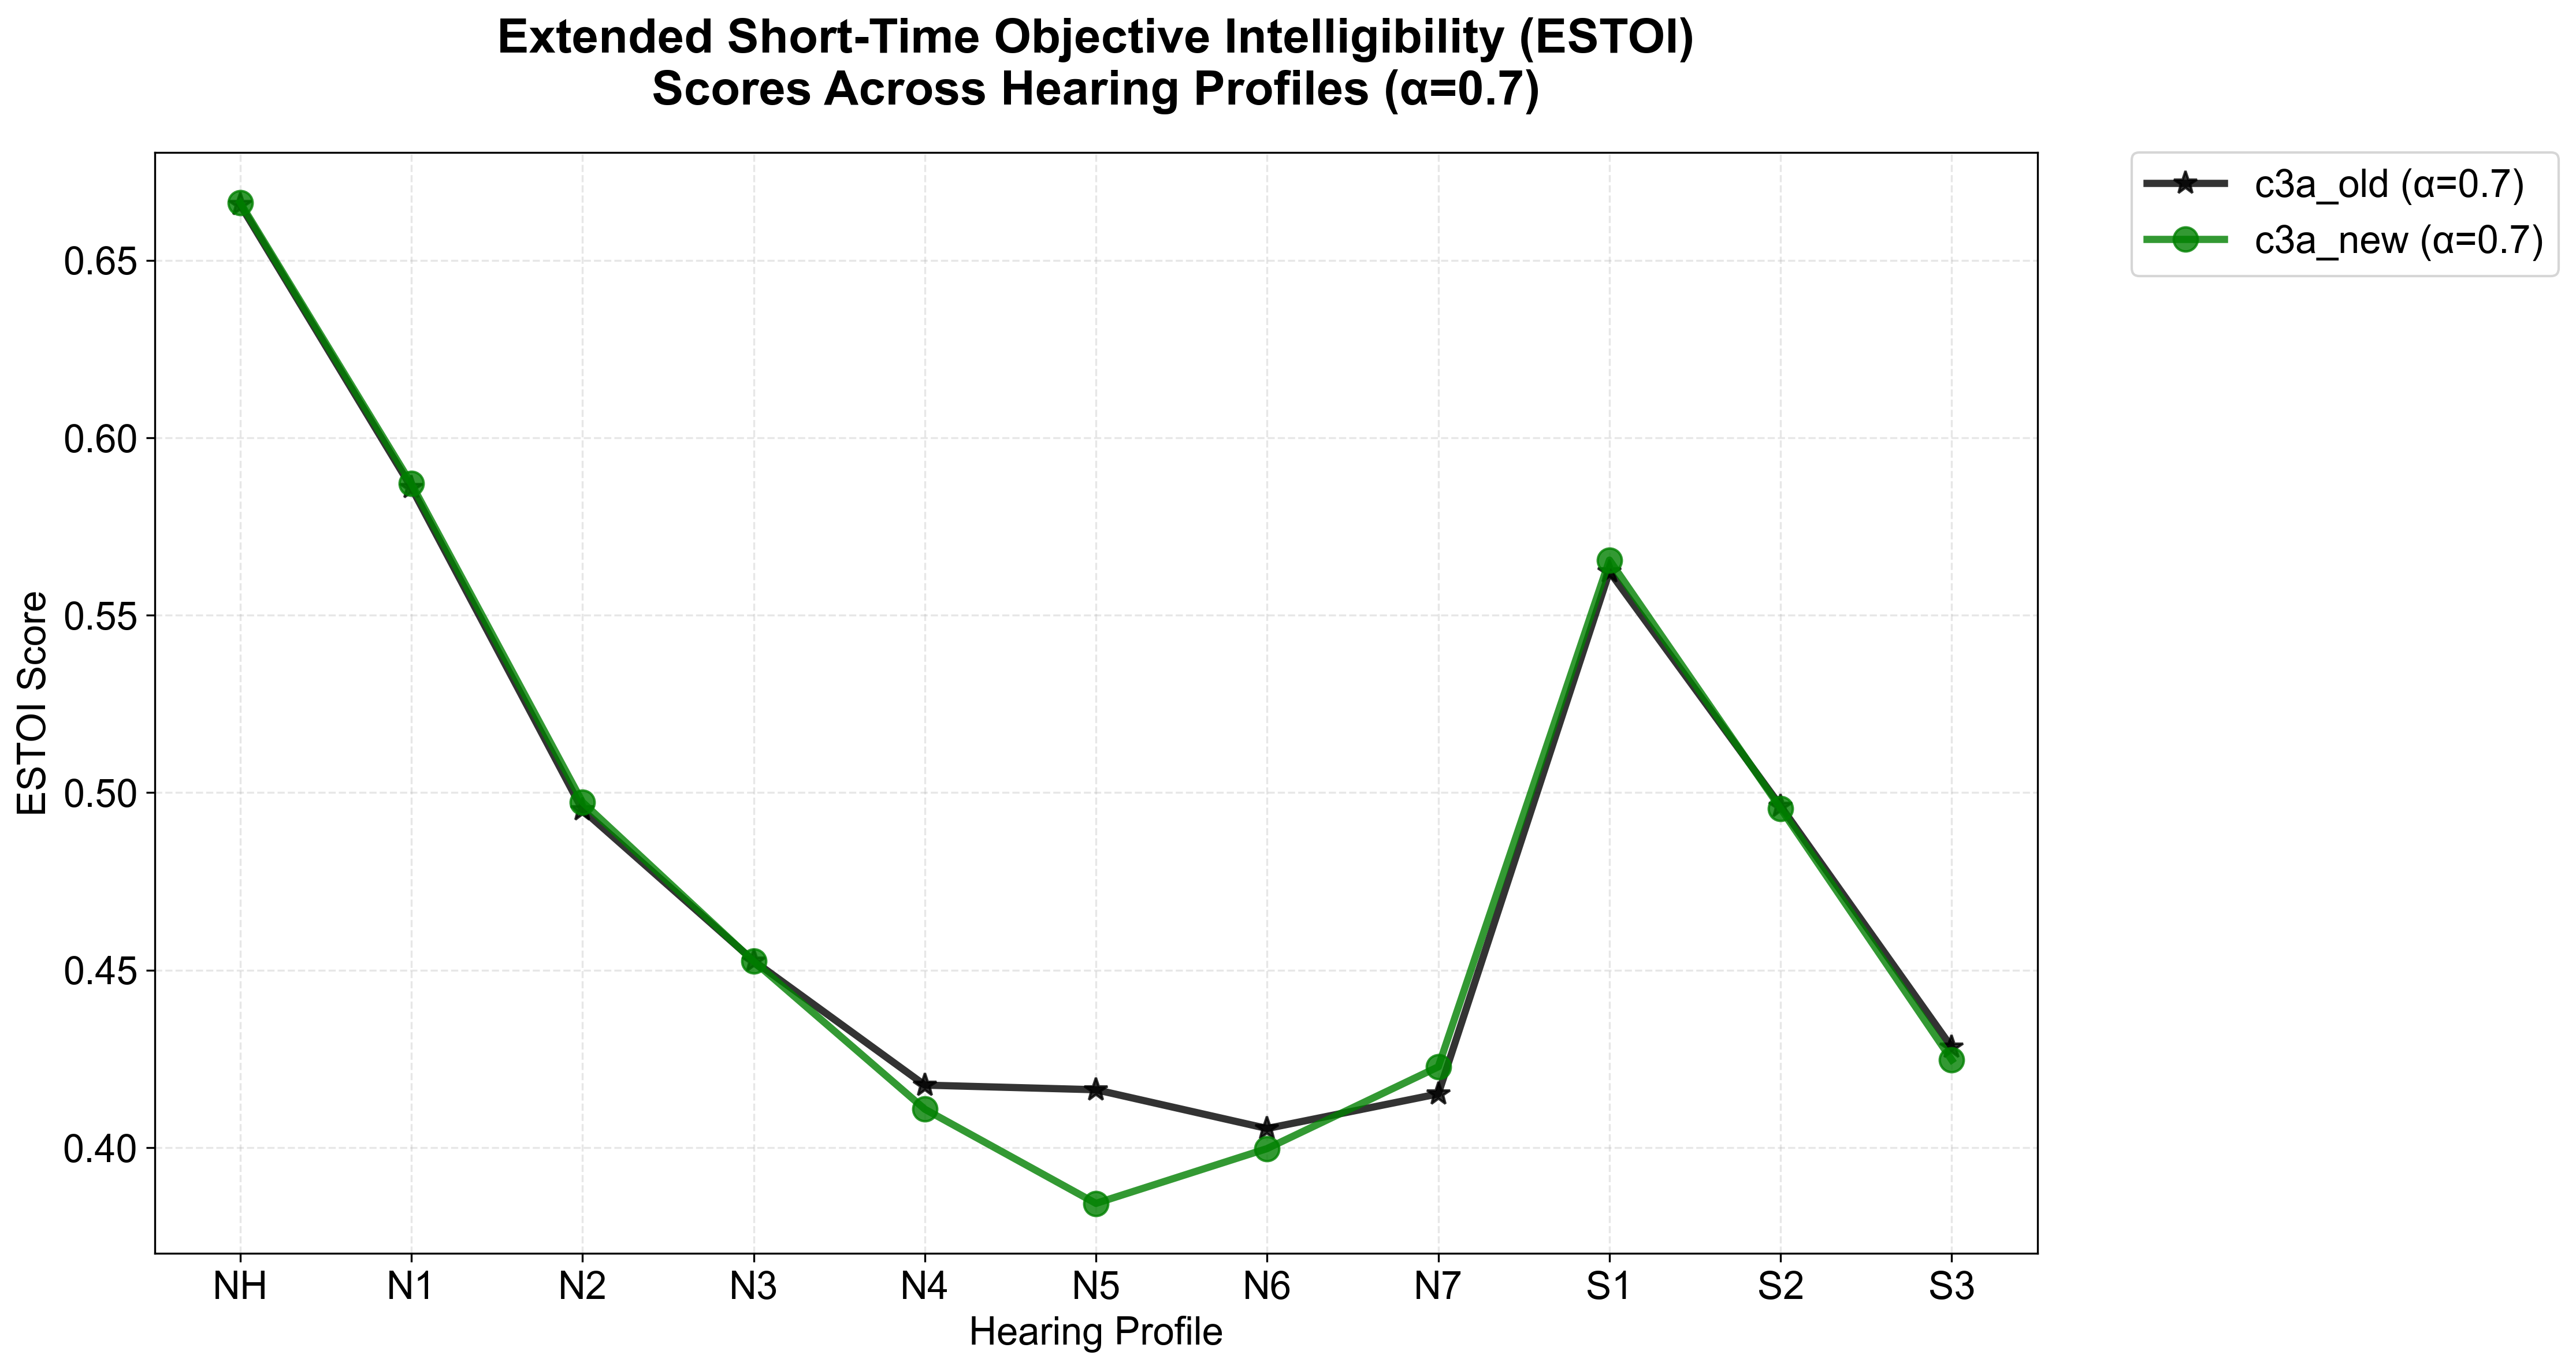 Extended Short-Time Objective Intelligibility (ESTOI)
Scores Across Hearing Profiles (α=0.7)
c3a_old (α=0.7)
c3a_new (α=0.7)
ESTOI Score
0.65
0.60
0.55
0.50
0.45
0.40
NH N1 N2 N3 N4 N5 N6 N7 S1 S2 S3
Hearing Profile